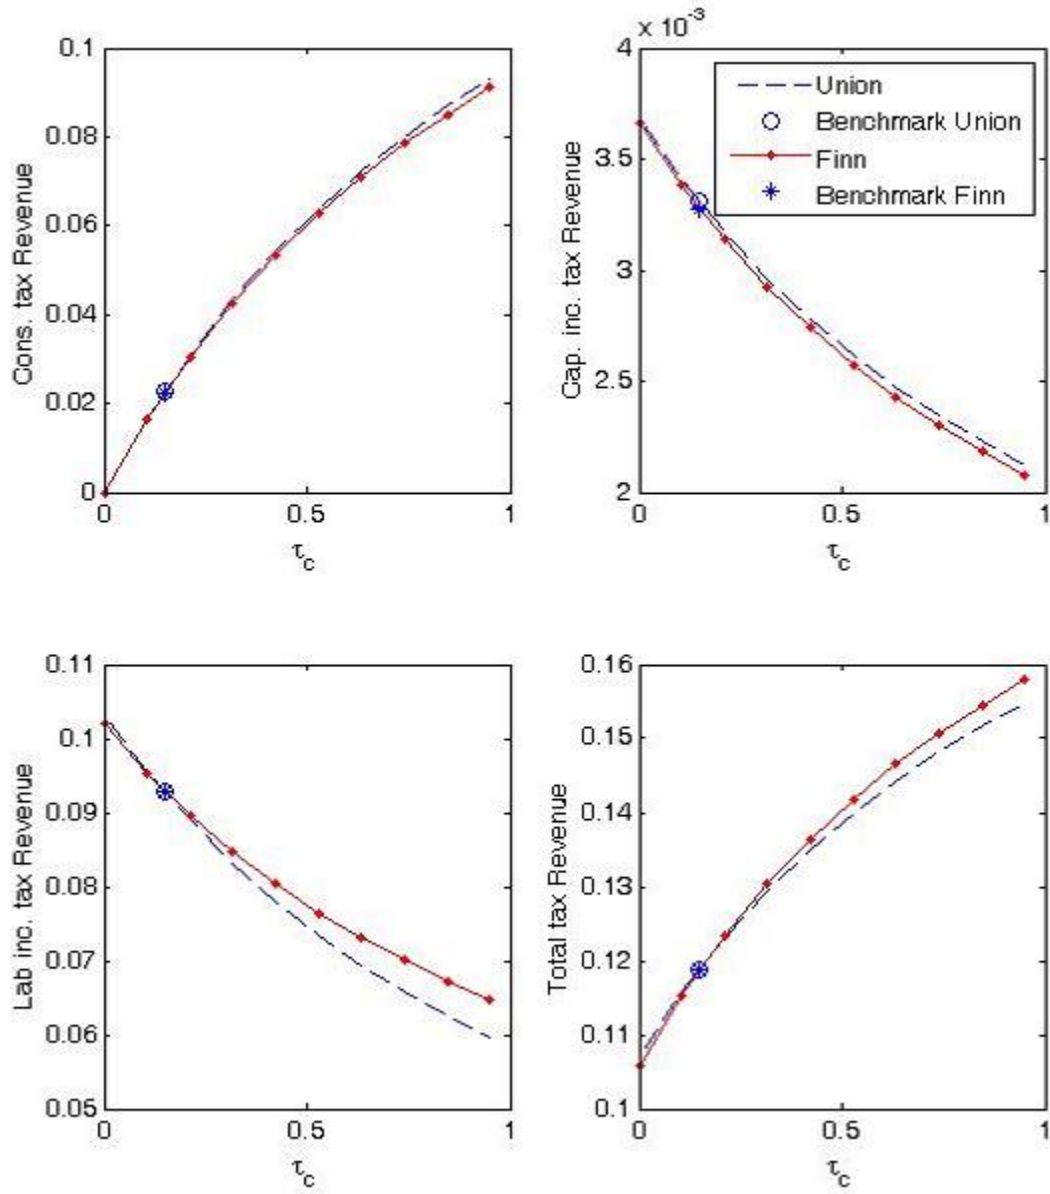 0.1
0.08
0.06
0.04
0.02
0
0
0.5
1
Cons. tax Revenue
τc
x 10-3
4
3.5
3
2.5
2
0
0.5
1
Cap. inc. tax Revenue
τc
Union
Benchmark Union
Finn
Benchmark Finn
0.11
0.1
0.09
0.08
0.07
0.06
0.05
0
0.5
1
Lab inc. tax Revenue
τc
0.16
0.15
0.14
0.13
0.12
0.11
0.1
0
0.5
1
Total tax Revenue
τc